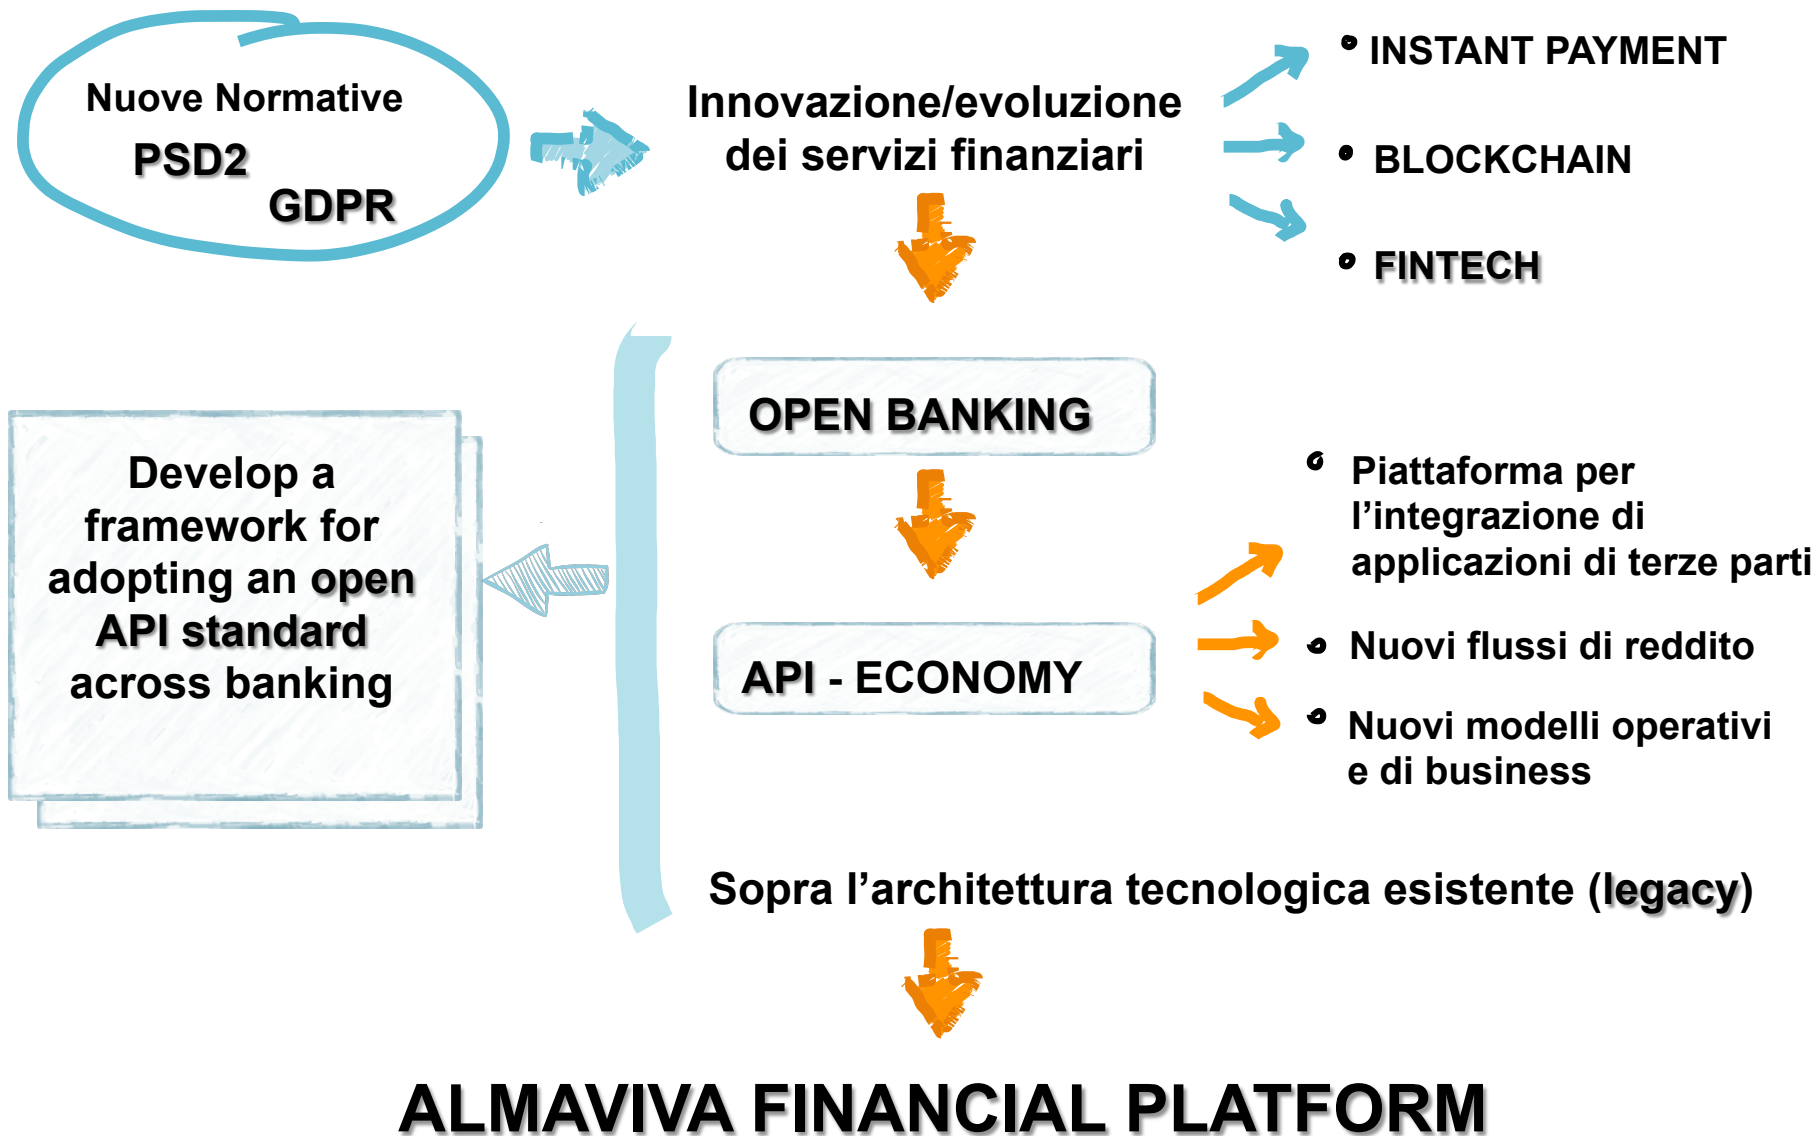 Nuove Normative
PSD2
GDPR
Innovazione/evoluzione
dei servizi finanziari
INSTANT PAYMENT
BLOCKCHAIN
FINTECH
OPEN BANKING
Develop a
framework for
adopting an open
API standard
across banking
API - ECONOMY
Piattaforma per
l’integrazione di
applicazioni di terze parti
Nuovi flussi di reddito
Nuovi modelli operativi
e di business
Sopra l’architettura tecnologica esistente (legacy)
ALMAVIVA FINANCIAL PLATFORM